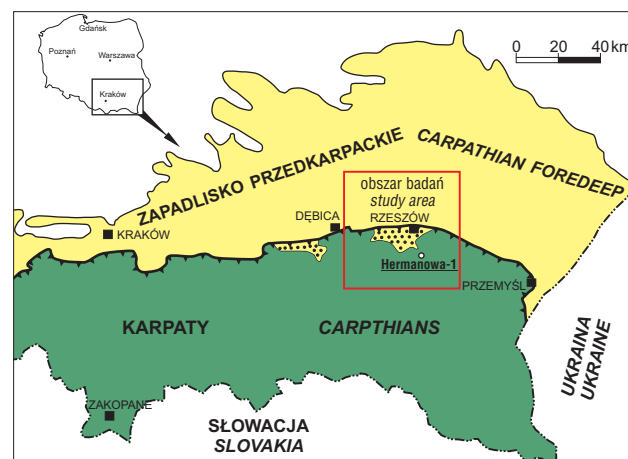 Gdańsk
Poznań
Warszawa
Kraków
0 20 40 km
ZAPADLISKO PRZEDKARPACKIE
CARPATHIAN FOREDEEP
obszar badań
study area
DĘBICA
RZESZÓW
KRAKÓW
Hermanowa-1
PRZEMYŚL
KARPATY
CARPTHIANS
UKRAINA
UKRAINE
ZAKOPANE
SŁOWACJA
SLOVAKIA